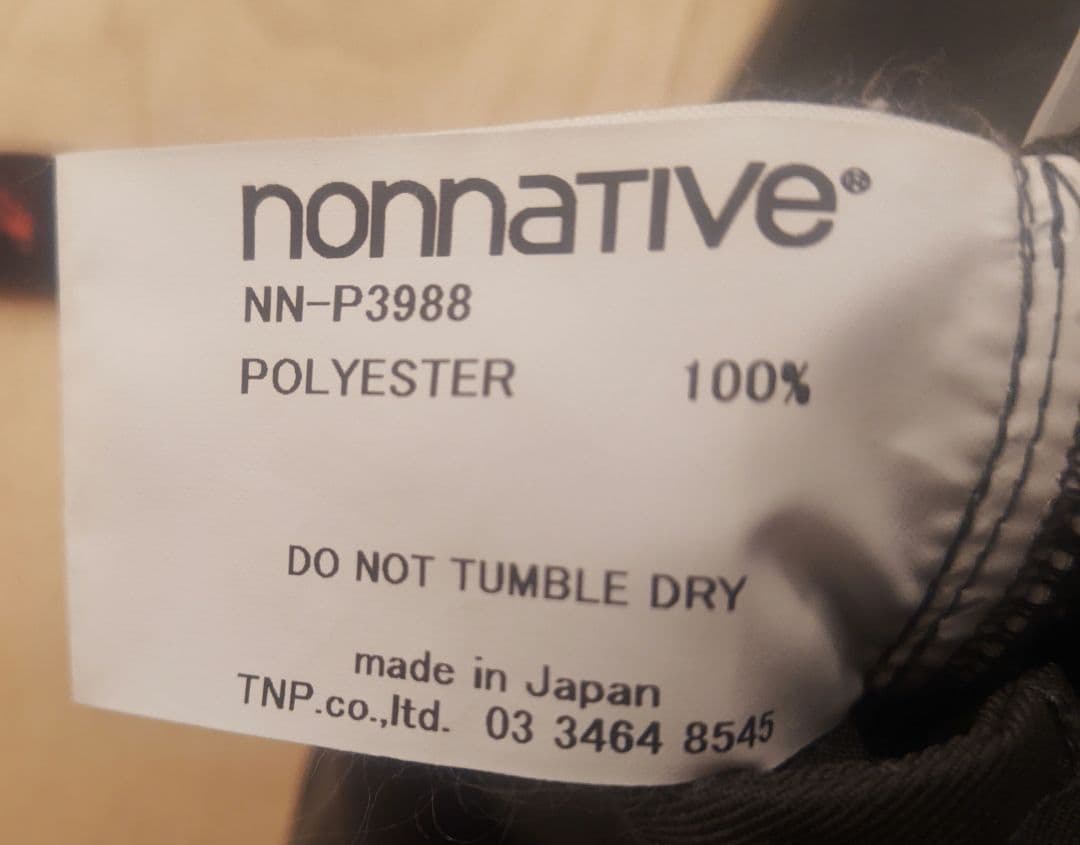 nonnaTIVe®
NN-P3988
POLYESTER 100%
DO NOT TUMBLE DRY
made in Japan
TNP.co.,ltd. 03 3464 8545